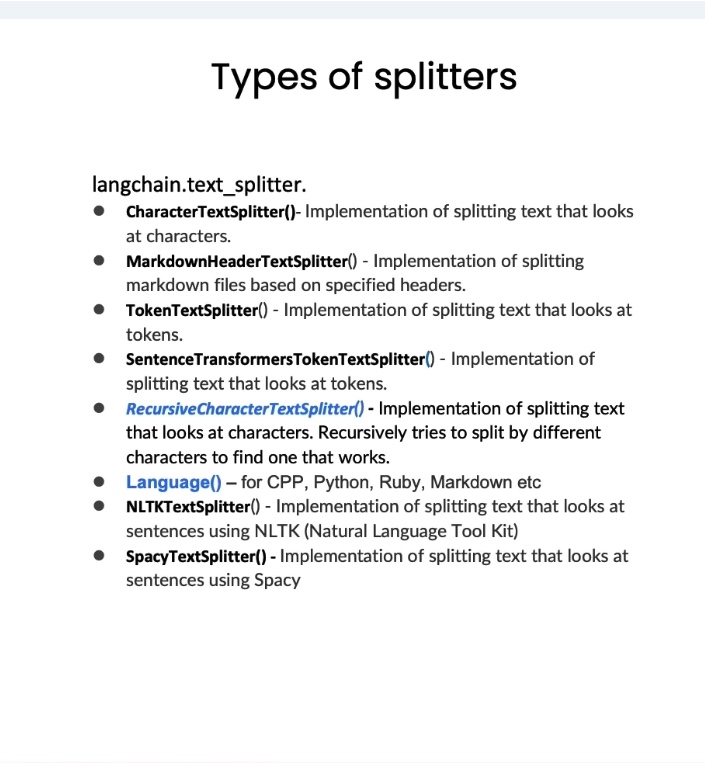 Types of splitters
langchain.text_splitter.
● CharacterTextSplitter()- Implementation of splitting text that looks
at characters.
● MarkdownHeaderTextSplitter() - Implementation of splitting
markdown files based on specified headers.
● TokenTextSplitter() - Implementation of splitting text that looks at
tokens.
● SentenceTransformersTokenTextSplitter() - Implementation of
splitting text that looks at tokens.
● RecursiveCharacterTextSplitter() - Implementation of splitting text
that looks at characters. Recursively tries to split by different
characters to find one that works.
● Language() – for CPP, Python, Ruby, Markdown etc
● NLTKTextSplitter() - Implementation of splitting text that looks at
sentences using NLTK (Natural Language Tool Kit)
● SpacyTextSplitter() - Implementation of splitting text that looks at
sentences using Spacy